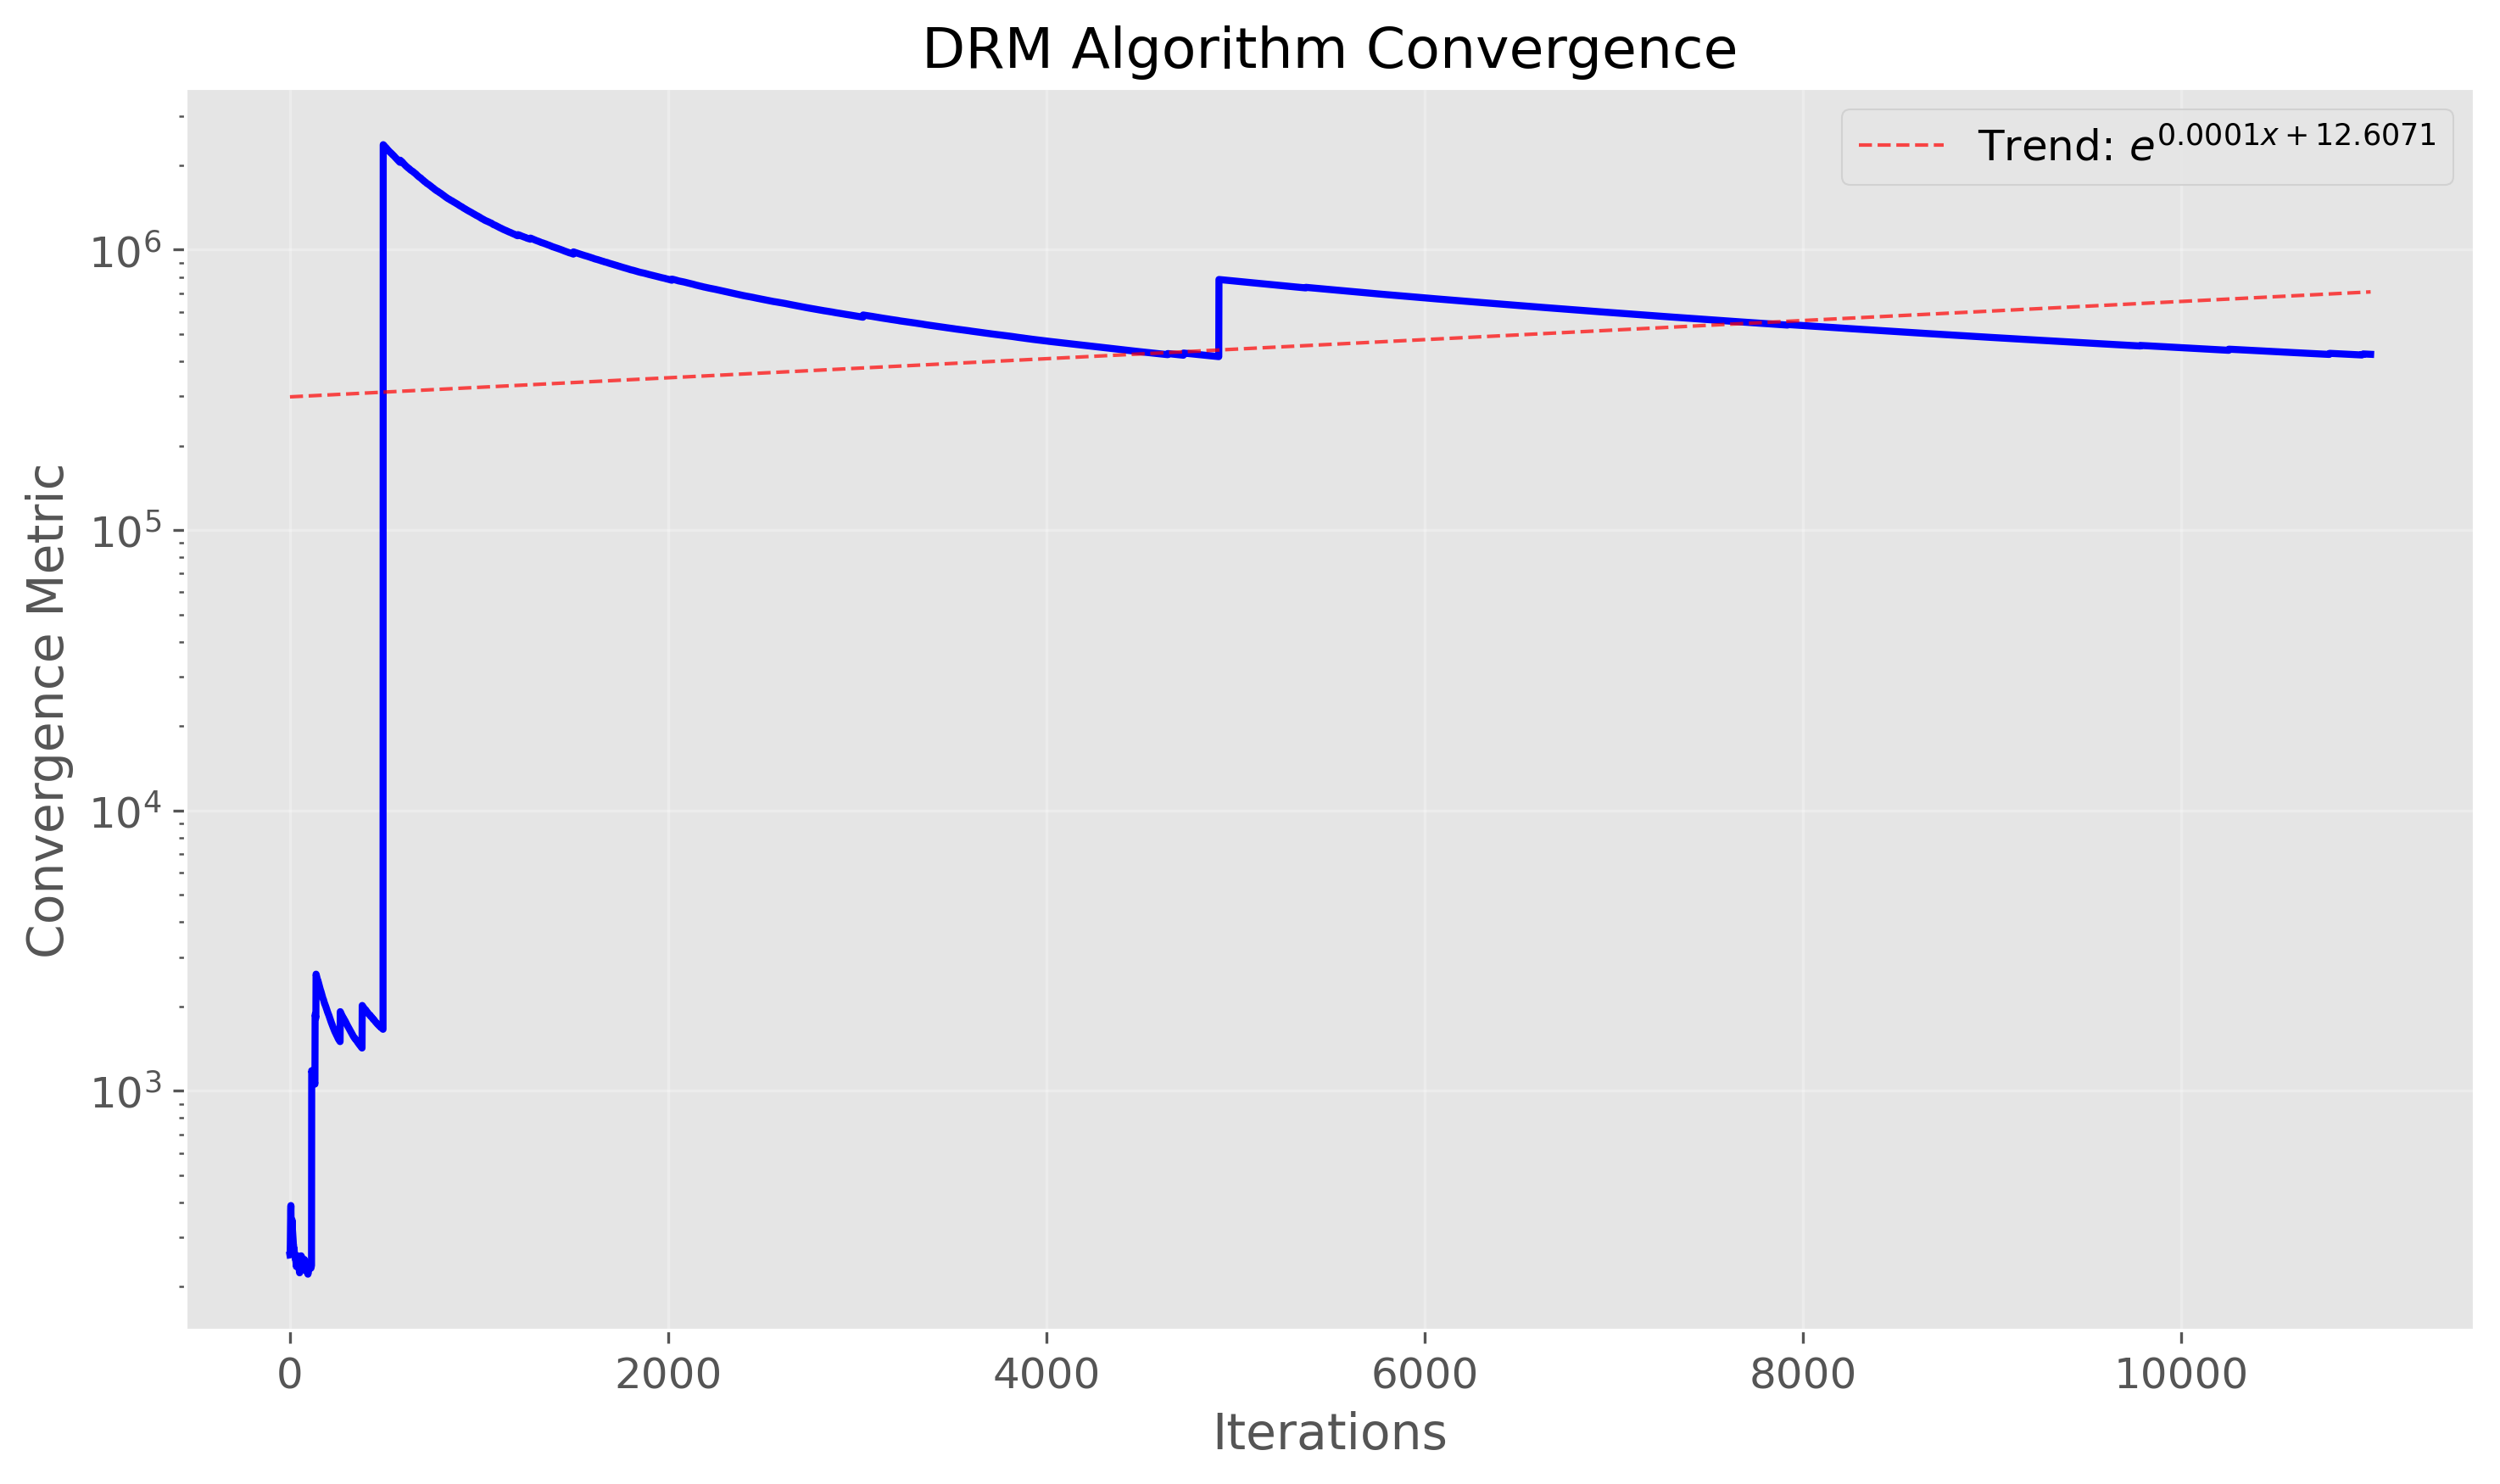 DRM Algorithm Convergence
Trend: e^{0.0001x + 12.6071}
Convergence Metric
10^6
10^5
10^4
10^3
0 2000 4000 6000 8000 10000
Iterations